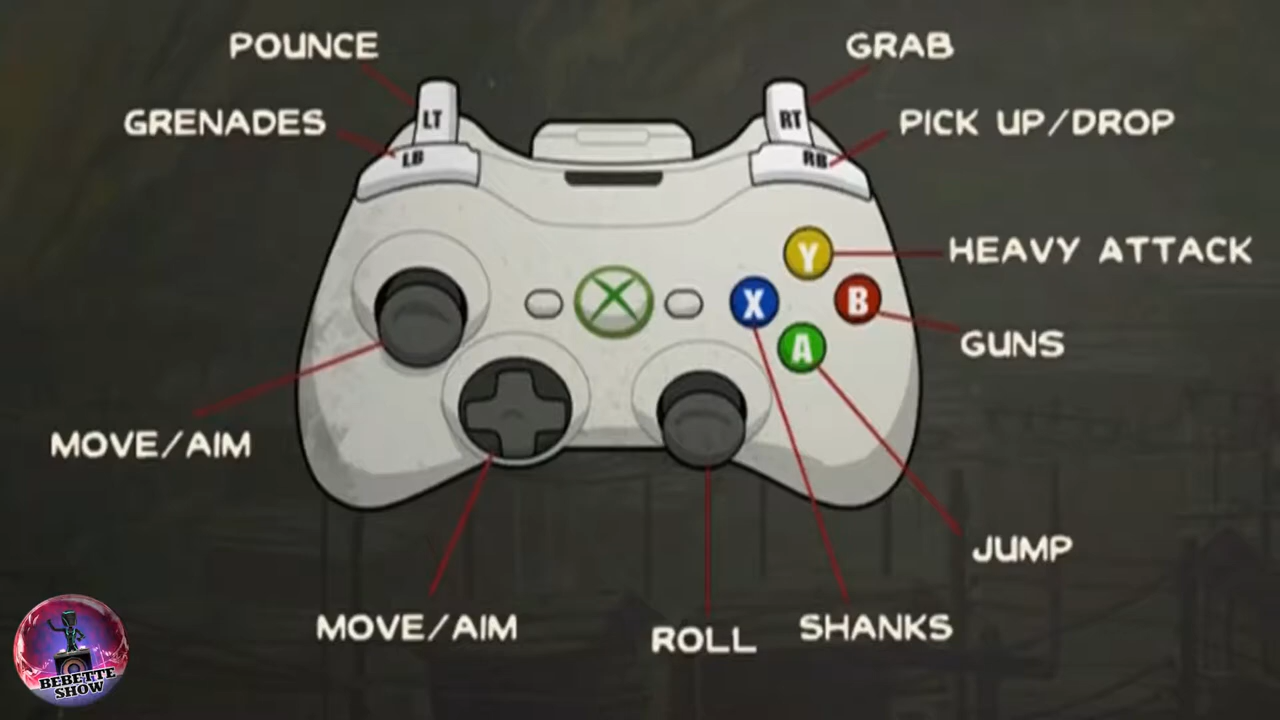 POUNCE
GRAB
GRENADES
LT
RT
PICK UP/DROP
LB
RB
Y
HEAVY ATTACK
X
B
A
GUNS
MOVE/AIM
JUMP
MOVE/AIM
ROLL
SHANKS
BEBETTE
SHOW